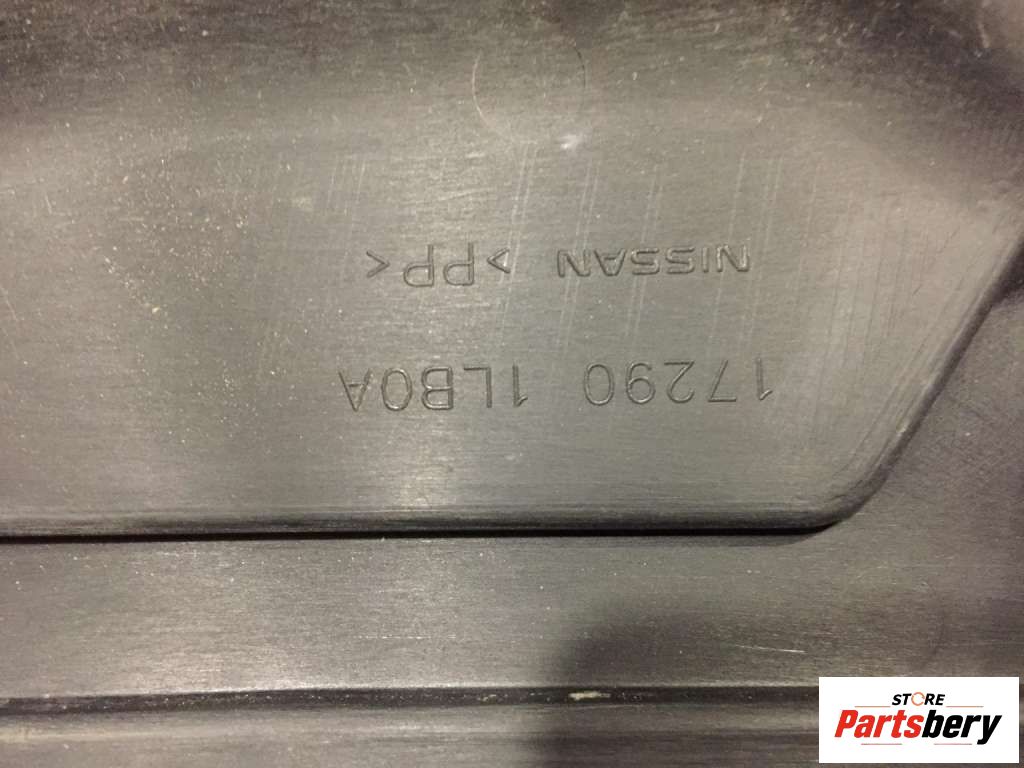 17290 1LB0A
NISSAN >PP<
STORE
Partsbery